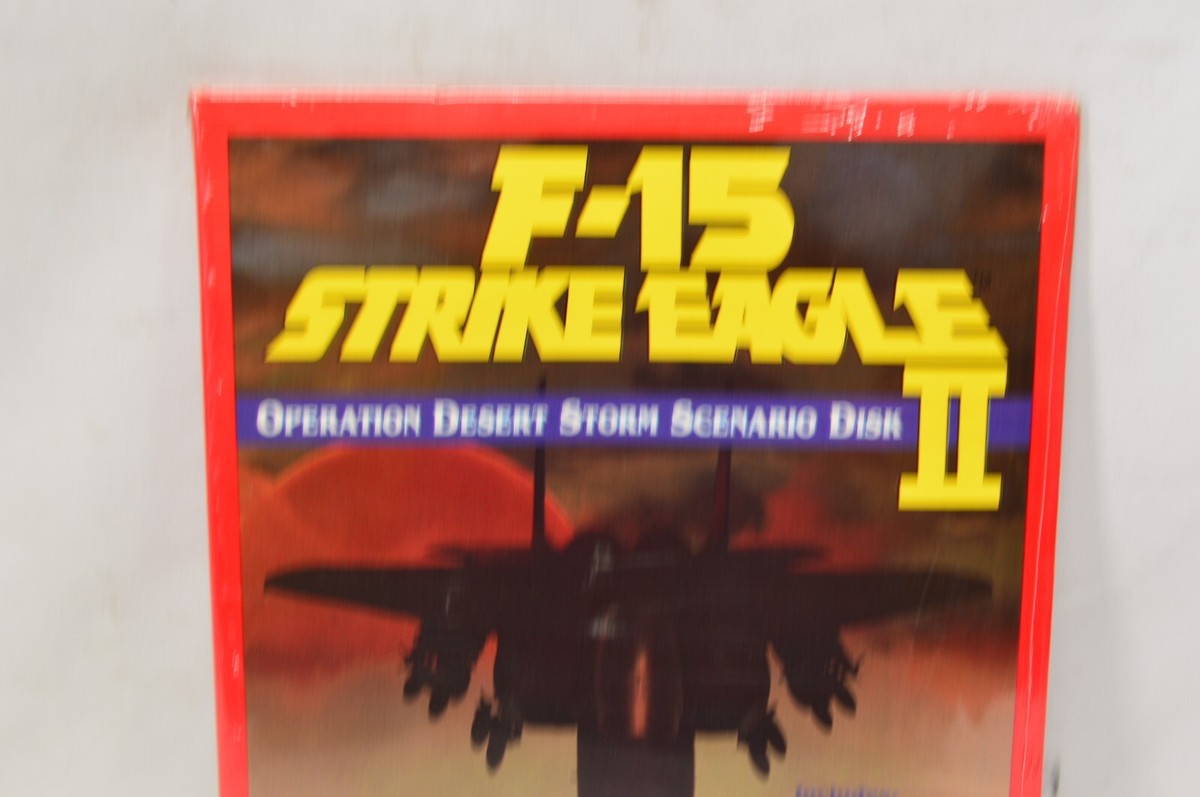 F-15
STRIKE EAGLE
II
OPERATION DESERT STORM SCENARIO DISK